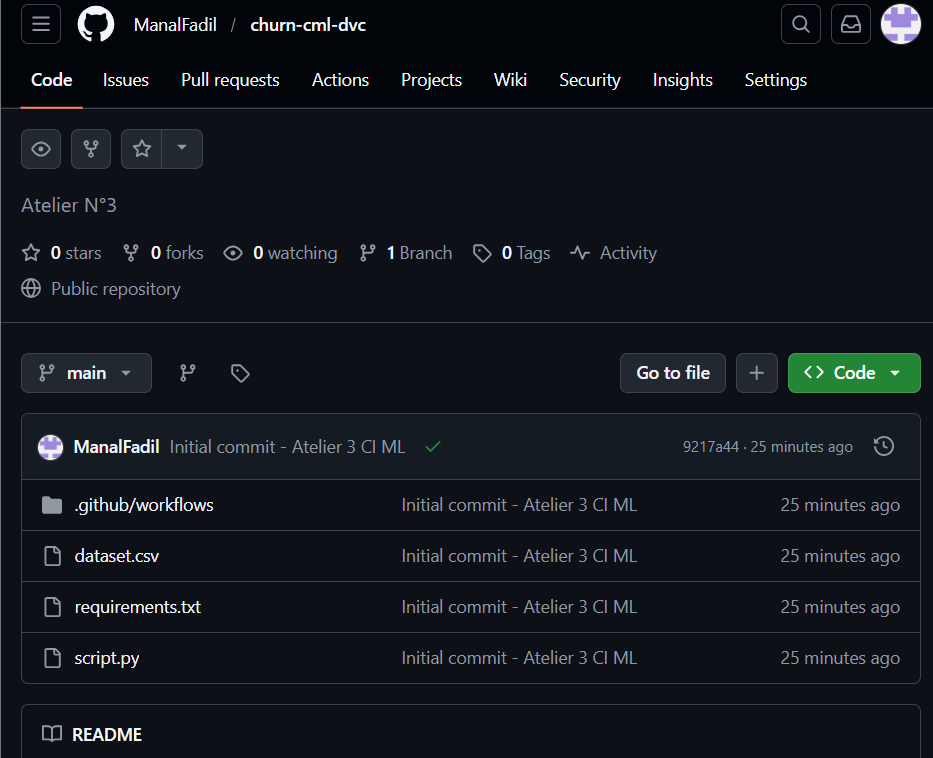 ManalFadil / churn-cml-dvc
Code Issues Pull requests Actions Projects Wiki Security Insights Settings
Atelier N°3
0 stars 0 forks 0 watching 1 Branch 0 Tags Activity
Public repository
main Go to file Code
ManalFadil Initial commit - Atelier 3 CI ML 9217a44 · 25 minutes ago
.github/workflows Initial commit - Atelier 3 CI ML 25 minutes ago
dataset.csv Initial commit - Atelier 3 CI ML 25 minutes ago
requirements.txt Initial commit - Atelier 3 CI ML 25 minutes ago
script.py Initial commit - Atelier 3 CI ML 25 minutes ago
README